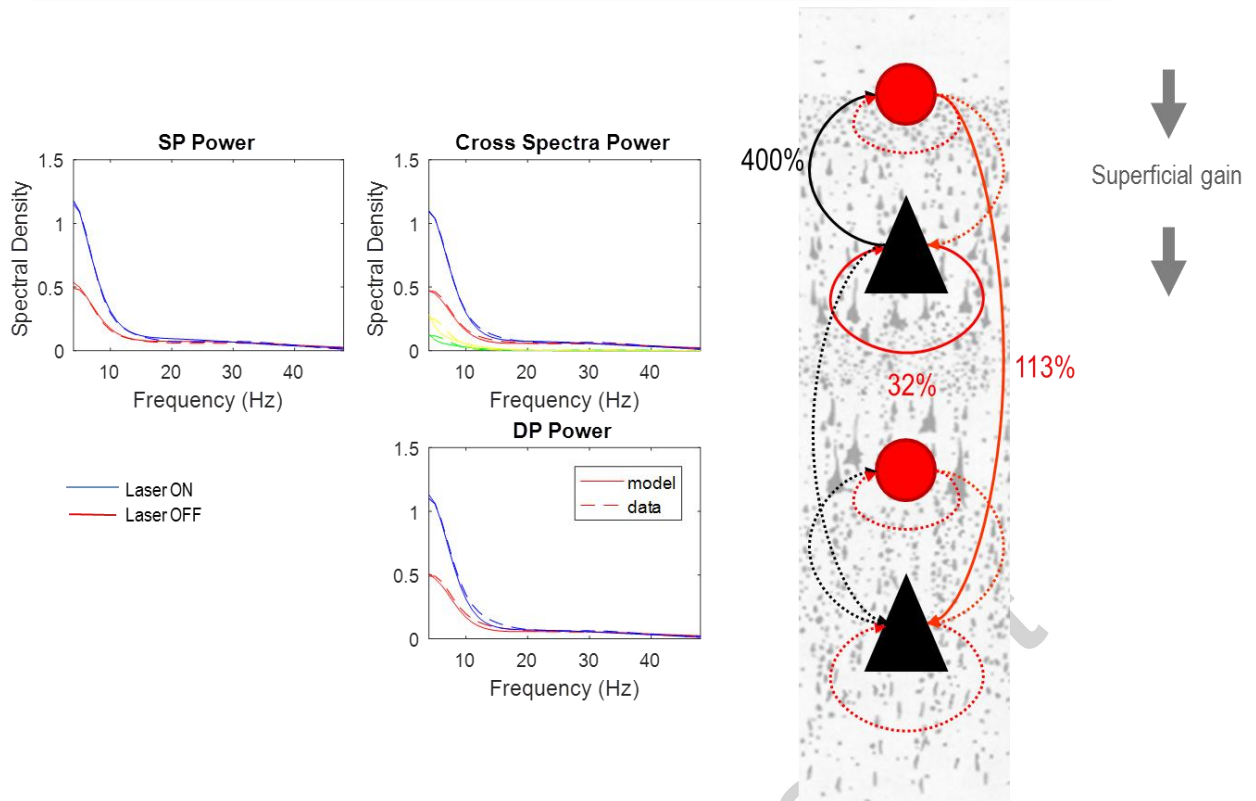 SP Power
1.5
1
0.5
0
Spectral Density
10 20 30 40
Frequency (Hz)
Cross Spectra Power
1.5
1
0.5
0
Spectral Density
10 20 30 40
Frequency (Hz)
DP Power
1.5
1
0.5
0
10 20 30 40
Frequency (Hz)
model
data
Laser ON
Laser OFF
400%
32%
113%
Superficial gain